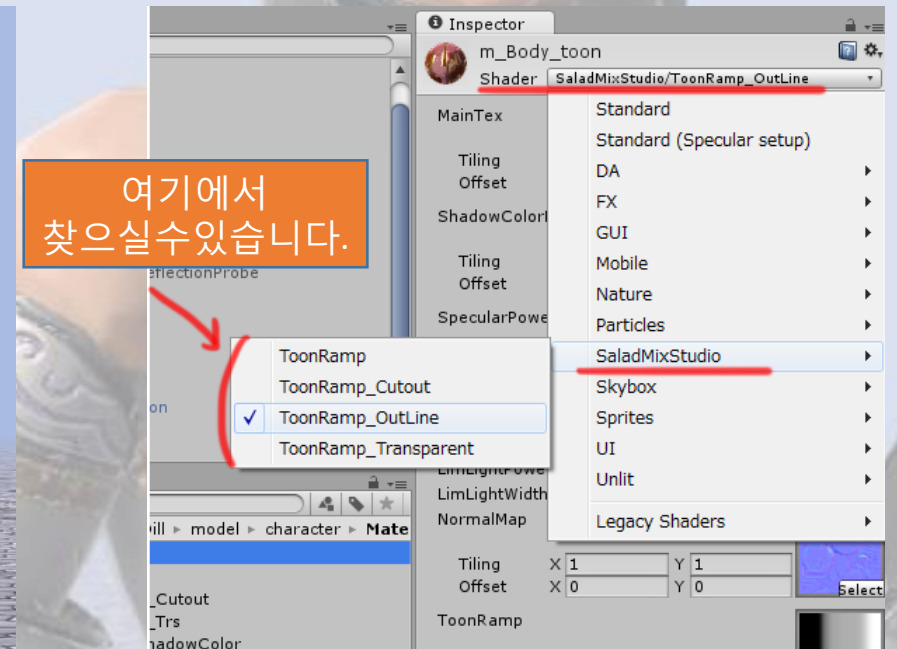 Inspector
m_Body_toon
Shader SaladMixStudio/ToonRamp_OutLine
MainTex
Tiling
Offset
ShadowColor
Tiling
Offset
SpecularPowe
여기에서
찾으실수있습니다.
eflectionProbe
on
Standard
Standard (Specular setup)
DA
FX
GUI
Mobile
Nature
Particles
SaladMixStudio
Skybox
Sprites
UI
Unlit
Legacy Shaders
ToonRamp
ToonRamp_Cutout
ToonRamp_OutLine
ToonRamp_Transparent
LimLightPowe
LimLightWidth
NormalMap
Tiling X 1 Y 1
Offset X 0 Y 0
Select
ToonRamp
ill ▸ model ▸ character ▸ Mate
_Cutout
_Trs
hadowColor